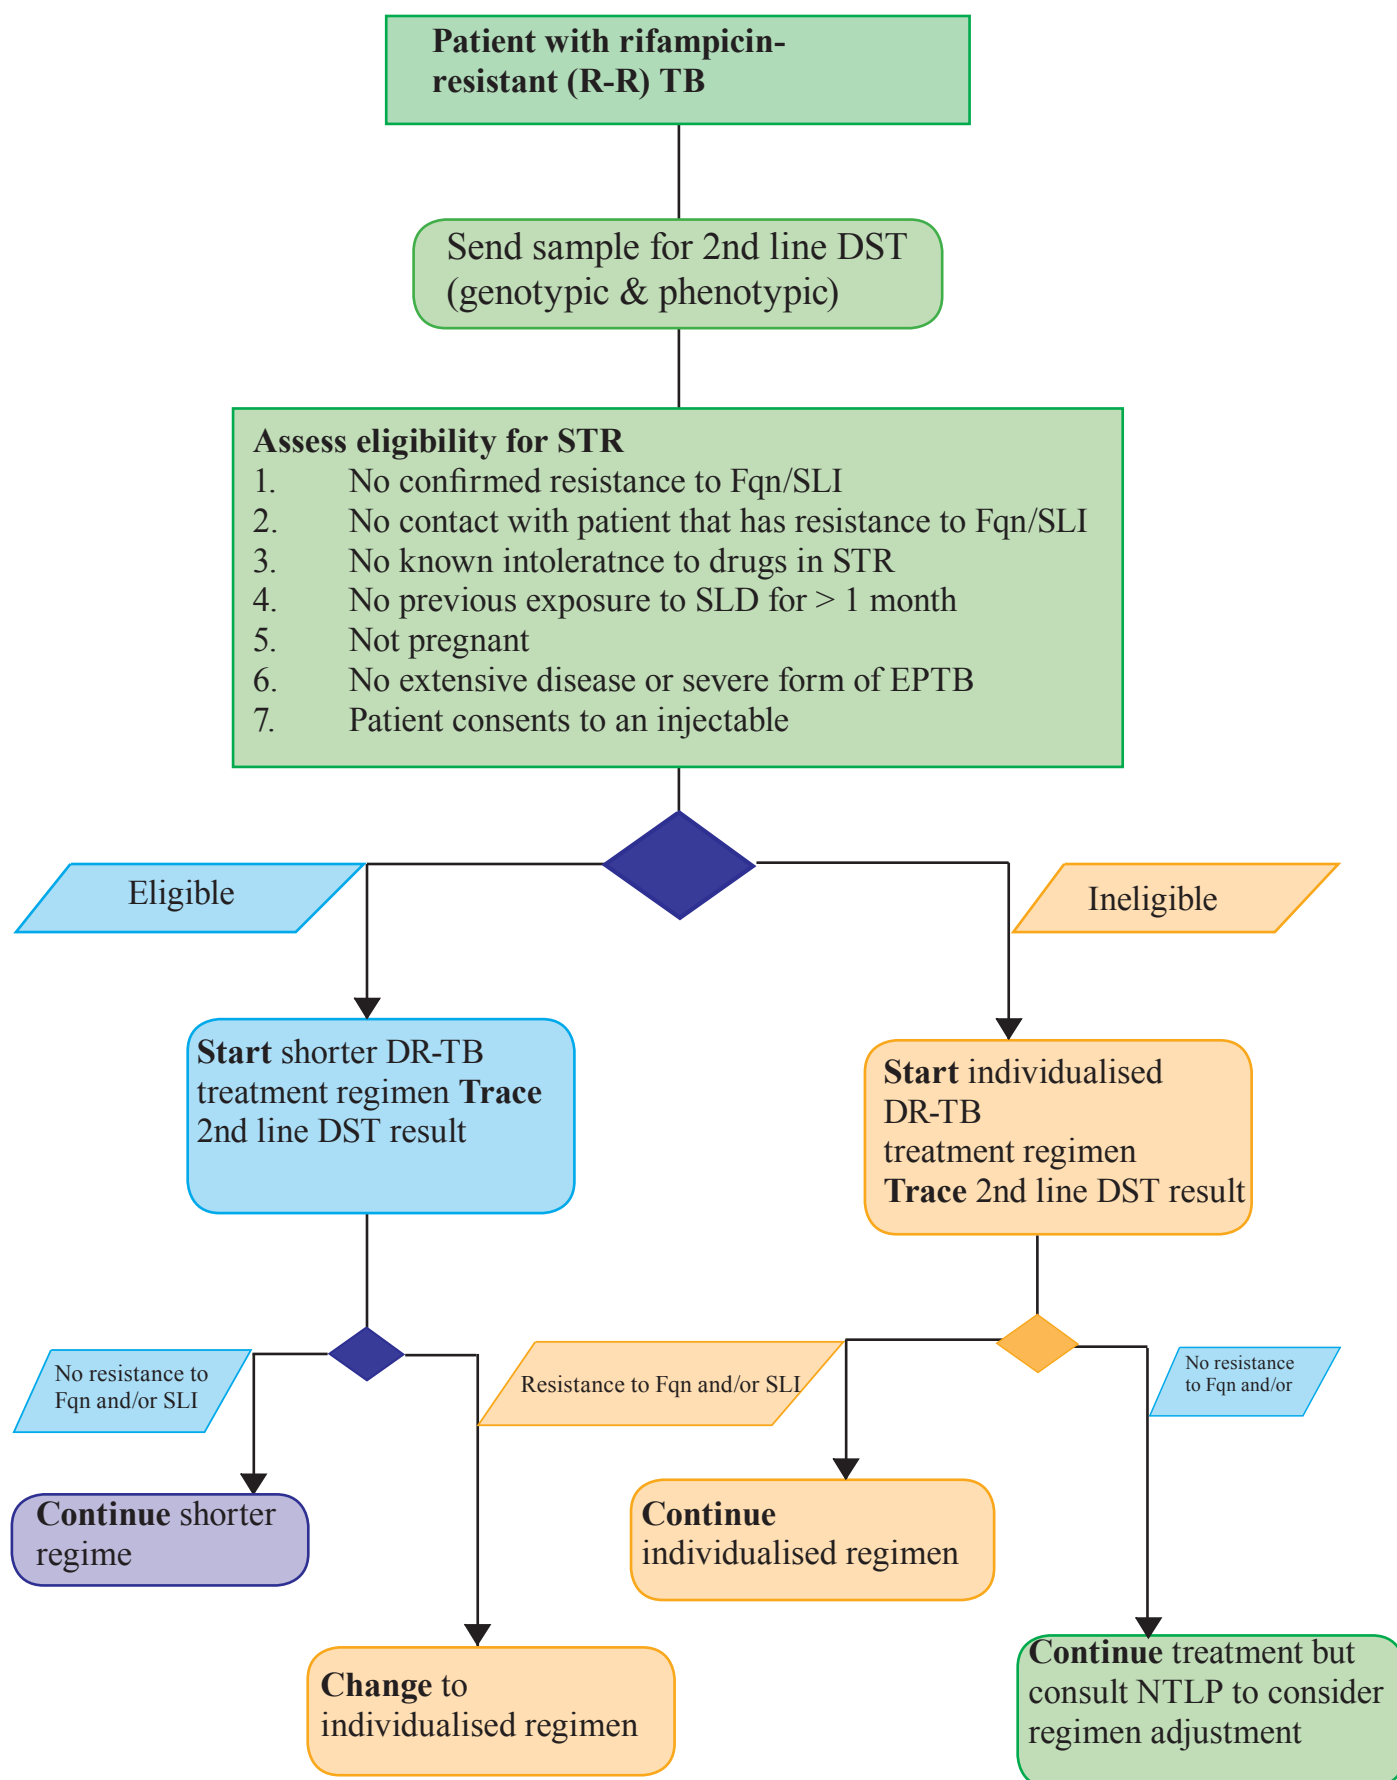 Patient with rifampicin-
resistant (R-R) TB
Send sample for 2nd line DST
(genotypic & phenotypic)
Assess eligibility for STR
1. No confirmed resistance to Fqn/SLI
2. No contact with patient that has resistance to Fqn/SLI
3. No known intoleratnce to drugs in STR
4. No previous exposure to SLD for > 1 month
5. Not pregnant
6. No extensive disease or severe form of EPTB
7. Patient consents to an injectable
Eligible
Ineligible
Start shorter DR-TB
treatment regimen Trace
2nd line DST result
Start individualised
DR-TB
treatment regimen
Trace 2nd line DST result
No resistance to
Fqn and/or SLI
Resistance to Fqn and/or SLI
No resistance
to Fqn and/or
Continue shorter
regime
Continue
individualised regimen
Change to
individualised regimen
Continue treatment but
consult NTLP to consider
regimen adjustment